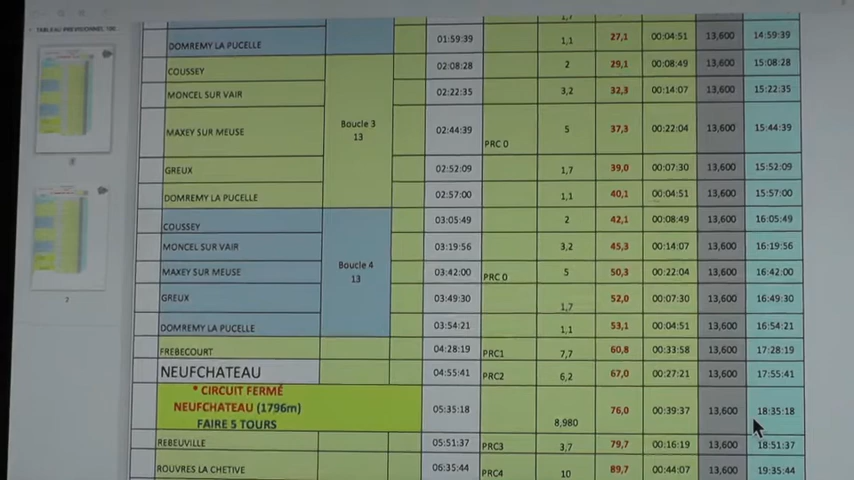 TABLEAU PREVISIONNEL 100
1,7
DOMREMY LA PUCELLE 01:59:39 1,1 27,1 00:04:51 13,600 14:59:39
COUSSEY 02:08:28 2 29,1 00:08:49 13,600 15:08:28
MONCEL SUR VAIR 02:22:35 3,2 32,3 00:14:07 13,600 15:22:35
Boucle 3
13
MAXEY SUR MEUSE 02:44:39 PRC 0 5 37,3 00:22:04 13,600 15:44:39
GREUX 02:52:09 1,7 39,0 00:07:30 13,600 15:52:09
DOMREMY LA PUCELLE 02:57:00 1,1 40,1 00:04:51 13,600 15:57:00
COUSSEY 03:05:49 2 42,1 00:08:49 13,600 16:05:49
MONCEL SUR VAIR 03:19:56 3,2 45,3 00:14:07 13,600 16:19:56
Boucle 4
13
MAXEY SUR MEUSE 03:42:00 PRC 0 5 50,3 00:22:04 13,600 16:42:00
GREUX 03:49:30 1,7 52,0 00:07:30 13,600 16:49:30
DOMREMY LA PUCELLE 03:54:21 1,1 53,1 00:04:51 13,600 16:54:21
FREBECOURT 04:28:19 PRC1 7,7 60,8 00:33:58 13,600 17:28:19
NEUFCHATEAU 04:55:41 PRC2 6,2 67,0 00:27:21 13,600 17:55:41
* CIRCUIT FERMÉ
NEUFCHATEAU (1796m) 05:35:18 8,980 76,0 00:39:37 13,600 18:35:18
FAIRE 5 TOURS
REBEUVILLE 05:51:37 PRC3 3,7 79,7 00:16:19 13,600 18:51:37
ROUVRES LA CHETIVE 06:35:44 PRC4 10 89,7 00:44:07 13,600 19:35:44
2